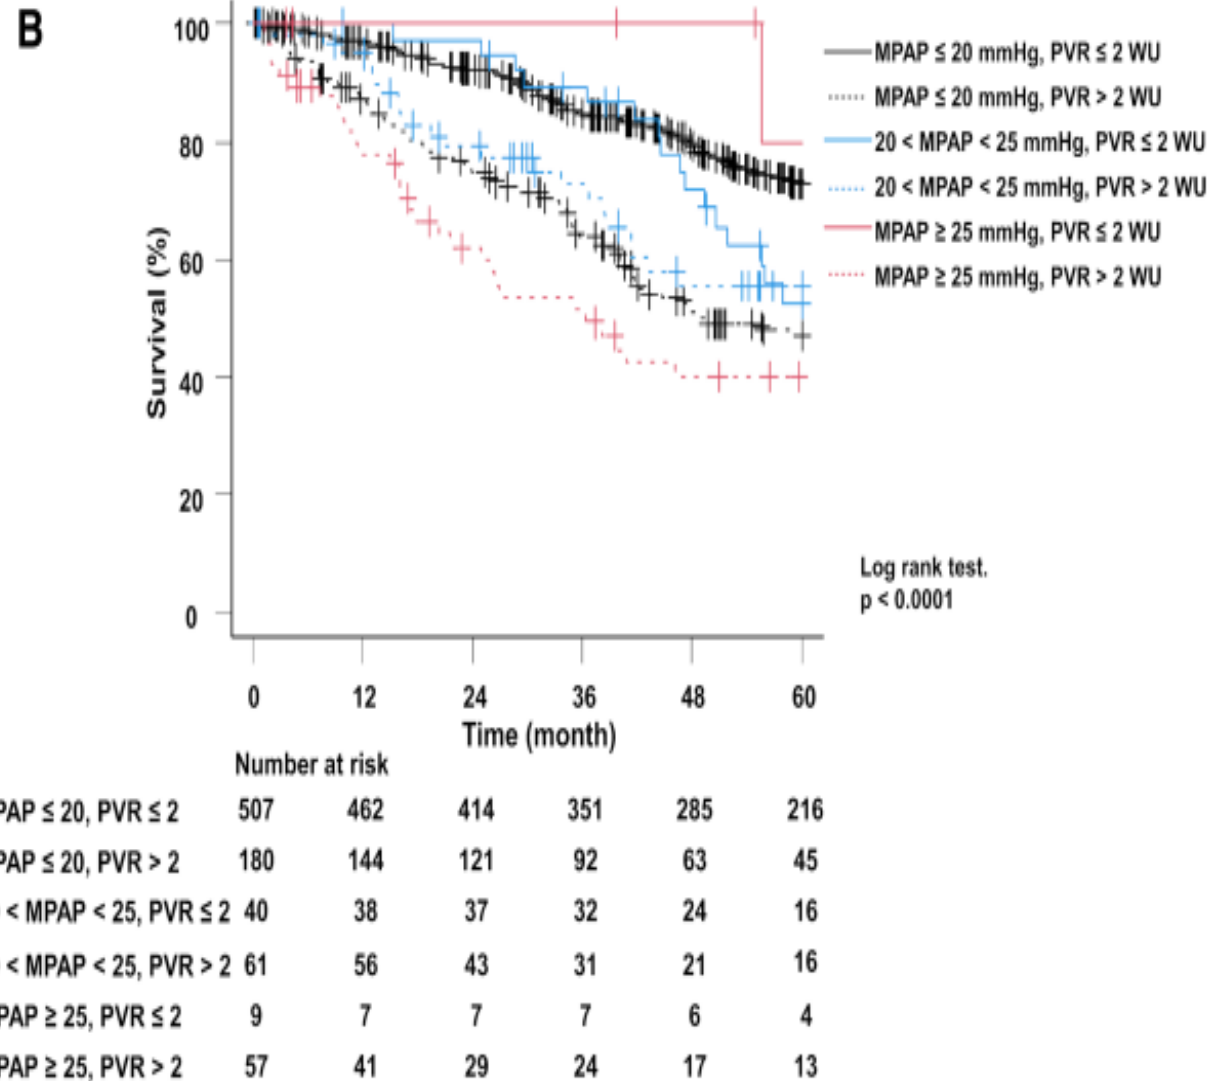 B
100
80
60
40
20
0
Survival (%)
MPAP ≤ 20 mmHg, PVR ≤ 2 WU
MPAP ≤ 20 mmHg, PVR > 2 WU
20 < MPAP < 25 mmHg, PVR ≤ 2 WU
20 < MPAP < 25 mmHg, PVR > 2 WU
MPAP ≥ 25 mmHg, PVR ≤ 2 WU
MPAP ≥ 25 mmHg, PVR > 2 WU
Log rank test.
p < 0.0001
0 12 24 36 48 60
Time (month)
Number at risk
PAP ≤ 20, PVR ≤ 2 507 462 414 351 285 216
PAP ≤ 20, PVR > 2 180 144 121 92 63 45
< MPAP < 25, PVR ≤ 2 40 38 37 32 24 16
< MPAP < 25, PVR > 2 61 56 43 31 21 16
PAP ≥ 25, PVR ≤ 2 9 7 7 7 6 4
PAP ≥ 25, PVR > 2 57 41 29 24 17 13